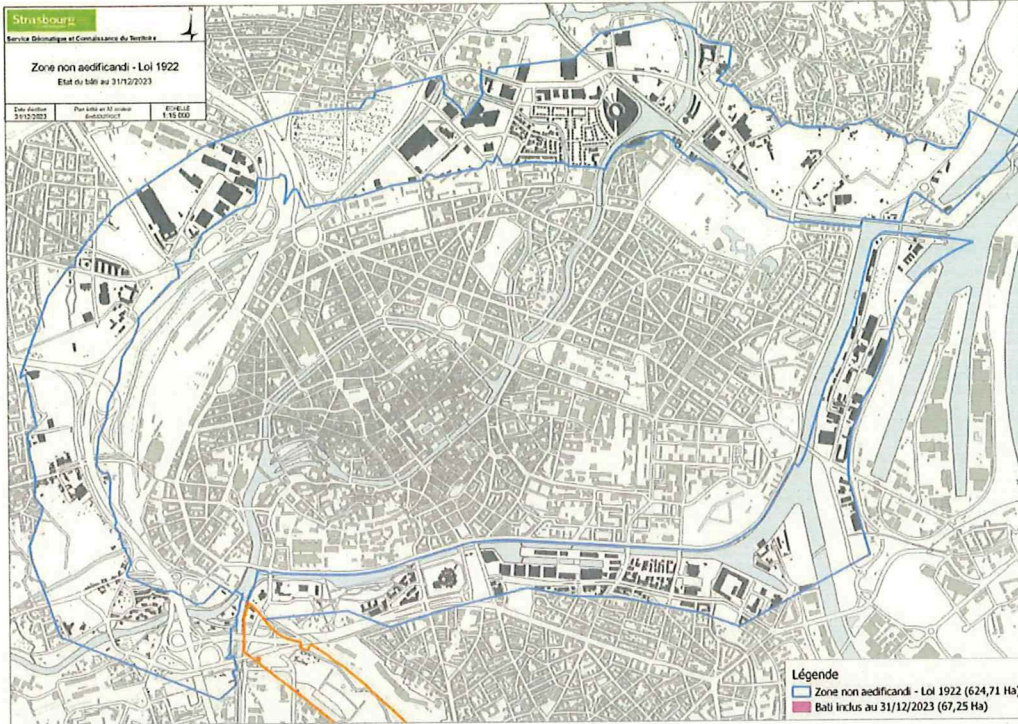 Strasbourg
Service Géomatique et Connaissance du Territoire
N
Zone non aedificandi - Loi 1922
Etat du bâti au 31/12/2023
31/12/2023
ECHELLE
1:15 000
Légende
Zone non aedificandi - Loi 1922 (624,71 Ha)
Bati inclus au 31/12/2023 (67,25 Ha)